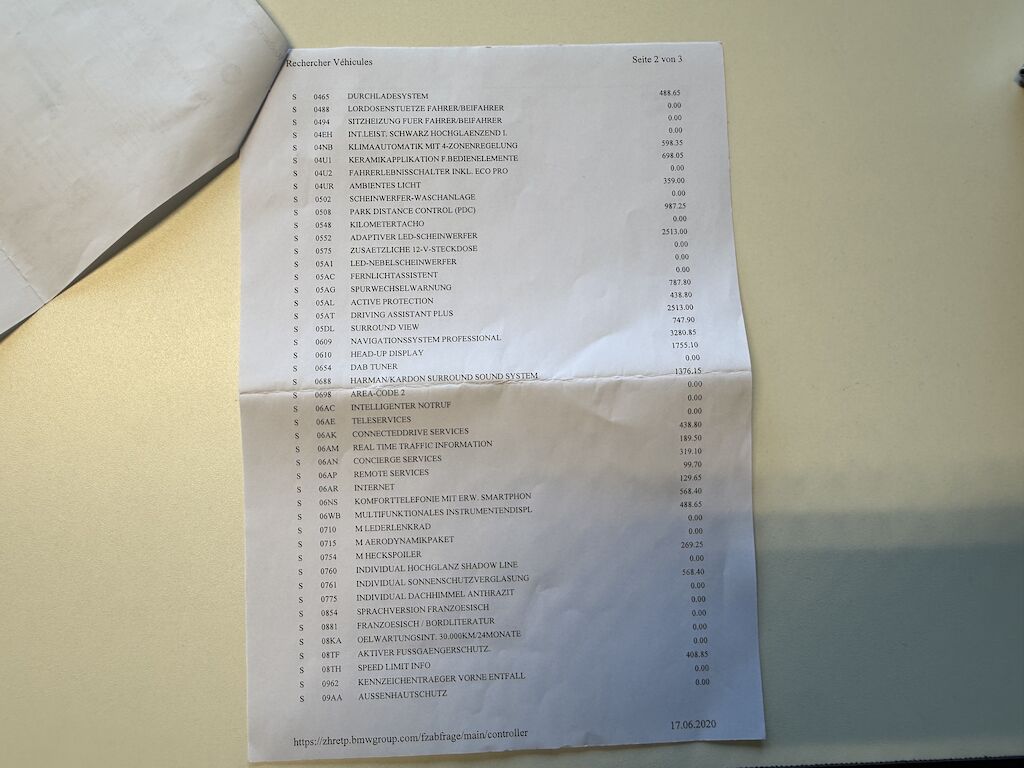 Rechercher Véhicules Seite 2 von 3
S 0465 DURCHLADESYSTEM 488.65
S 0488 LORDOSENSTUETZE FAHRER/BEIFAHRER 0.00
S 0494 SITZHEIZUNG FUER FAHRER/BEIFAHRER 0.00
S 04EH INT.LEIST. SCHWARZ HOCHGLAENZEND I. 0.00
S 04NB KLIMAAUTOMATIK MIT 4-ZONENREGELUNG 598.35
S 04U1 KERAMIKAPPLIKATION F.BEDIENELEMENTE 698.05
S 04U2 FAHRERLEBNISSCHALTER INKL. ECO PRO 0.00
S 04UR AMBIENTES LICHT 359.00
S 0502 SCHEINWERFER-WASCHANLAGE 0.00
S 0508 PARK DISTANCE CONTROL (PDC) 987.25
S 0548 KILOMETERTACHO 0.00
S 0552 ADAPTIVER LED-SCHEINWERFER 2513.00
S 0575 ZUSAETZLICHE 12-V-STECKDOSE 0.00
S 05A1 LED-NEBELSCHEINWERFER 0.00
S 05AC FERNLICHTASSISTENT 0.00
S 05AG SPURWECHSELWARNUNG 787.80
S 05AL ACTIVE PROTECTION 438.80
S 05AT DRIVING ASSISTANT PLUS 2513.00
S 05DL SURROUND VIEW 747.90
S 0609 NAVIGATIONSSYSTEM PROFESSIONAL 3280.85
S 0610 HEAD-UP DISPLAY 1755.10
S 0654 DAB TUNER 0.00
S 0688 HARMAN/KARDON SURROUND SOUND SYSTEM 1376.15
S 0698 AREA-CODE 2 0.00
S 06AC INTELLIGENTER NOTRUF 0.00
S 06AE TELESERVICES 0.00
S 06AK CONNECTEDDRIVE SERVICES 438.80
S 06AM REAL TIME TRAFFIC INFORMATION 189.50
S 06AN CONCIERGE SERVICES 319.10
S 06AP REMOTE SERVICES 99.70
S 06AR INTERNET 129.65
S 06NS KOMFORTTELEFONIE MIT ERW. SMARTPHON 568.40
S 06WB MULTIFUNKTIONALES INSTRUMENTENDISPL 488.65
S 0710 M LEDERLENKRAD 0.00
S 0715 M AERODYNAMIKPAKET 0.00
S 0754 M HECKSPOILER 269.25
S 0760 INDIVIDUAL HOCHGLANZ SHADOW LINE 0.00
S 0761 INDIVIDUAL SONNENSCHUTZVERGLASUNG 568.40
S 0775 INDIVIDUAL DACHHIMMEL ANTHRAZIT 0.00
S 0854 SPRACHVERSION FRANZOESISCH 0.00
S 0881 FRANZOESISCH / BORDLITERATUR 0.00
S 08KA OELWARTUNGSINT. 30.000KM/24MONATE 0.00
S 08TF AKTIVER FUSSGAENGERSCHUTZ. 0.00
S 08TH SPEED LIMIT INFO 408.85
S 0962 KENNZEICHENTRAEGER VORNE ENTFALL 0.00
S 09AA AUSSENHAUTSCHUTZ 0.00
https://zhretp.bmwgroup.com/fzabfrage/main/controller 17.06.2020